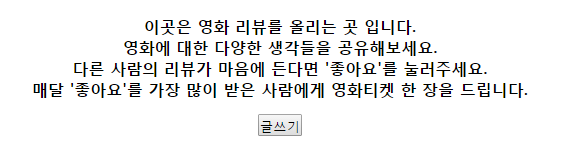 이곳은 영화 리뷰를 올리는 곳 입니다.
영화에 대한 다양한 생각들을 공유해보세요.
다른 사람의 리뷰가 마음에 든다면 '좋아요'를 눌러주세요.
매달 '좋아요'를 가장 많이 받은 사람에게 영화티켓 한 장을 드립니다.
글쓰기